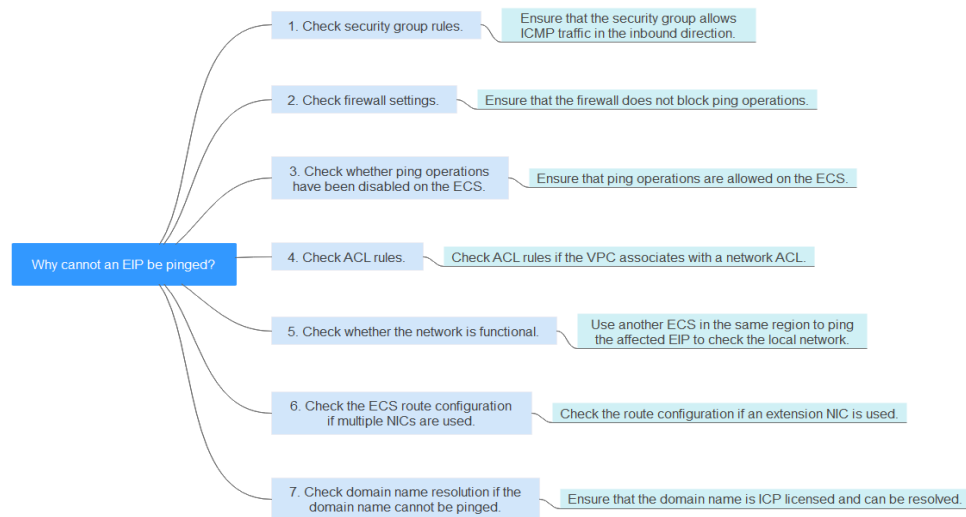 Why cannot an EIP be pinged?
1. Check security group rules.
Ensure that the security group allows
ICMP traffic in the inbound direction.
2. Check firewall settings.
Ensure that the firewall does not block ping operations.
3. Check whether ping operations
have been disabled on the ECS.
Ensure that ping operations are allowed on the ECS.
4. Check ACL rules.
Check ACL rules if the VPC associates with a network ACL.
5. Check whether the network is functional.
Use another ECS in the same region to ping
the affected EIP to check the local network.
6. Check the ECS route configuration
if multiple NICs are used.
Check the route configuration if an extension NIC is used.
7. Check domain name resolution if the
domain name cannot be pinged.
Ensure that the domain name is ICP licensed and can be resolved.